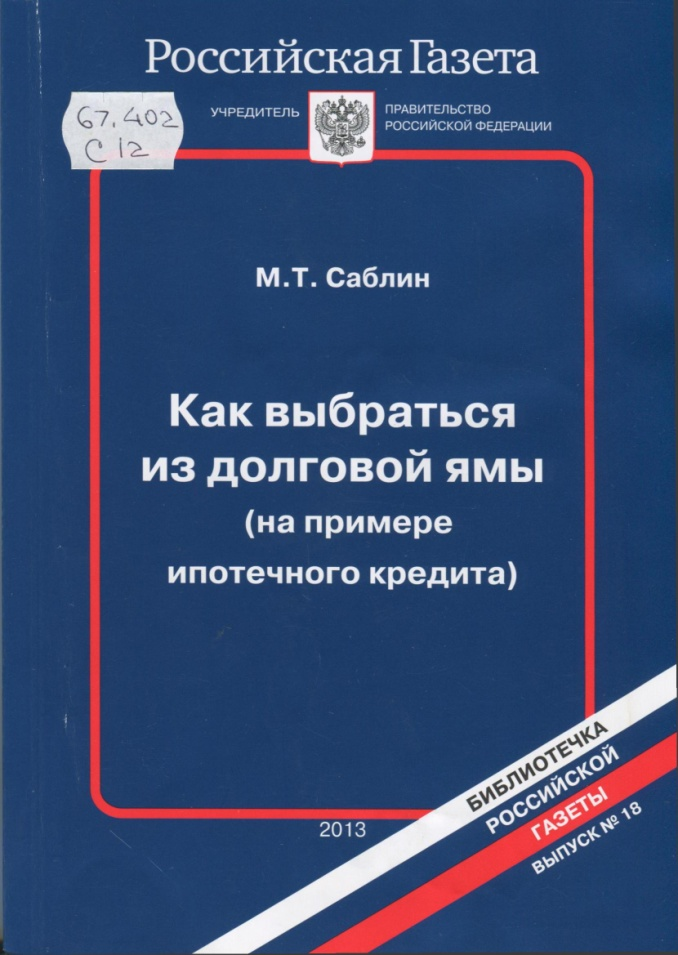 Российская Газета
УЧРЕДИТЕЛЬ
ПРАВИТЕЛЬСТВО
РОССИЙСКОЙ ФЕДЕРАЦИИ
67.402
С 12
М.Т. Саблин
Как выбраться
из долговой ямы
(на примере
ипотечного кредита)
БИБЛИОТЕЧКА
РОССИЙСКОЙ
ГАЗЕТЫ
ВЫПУСК № 18
2013